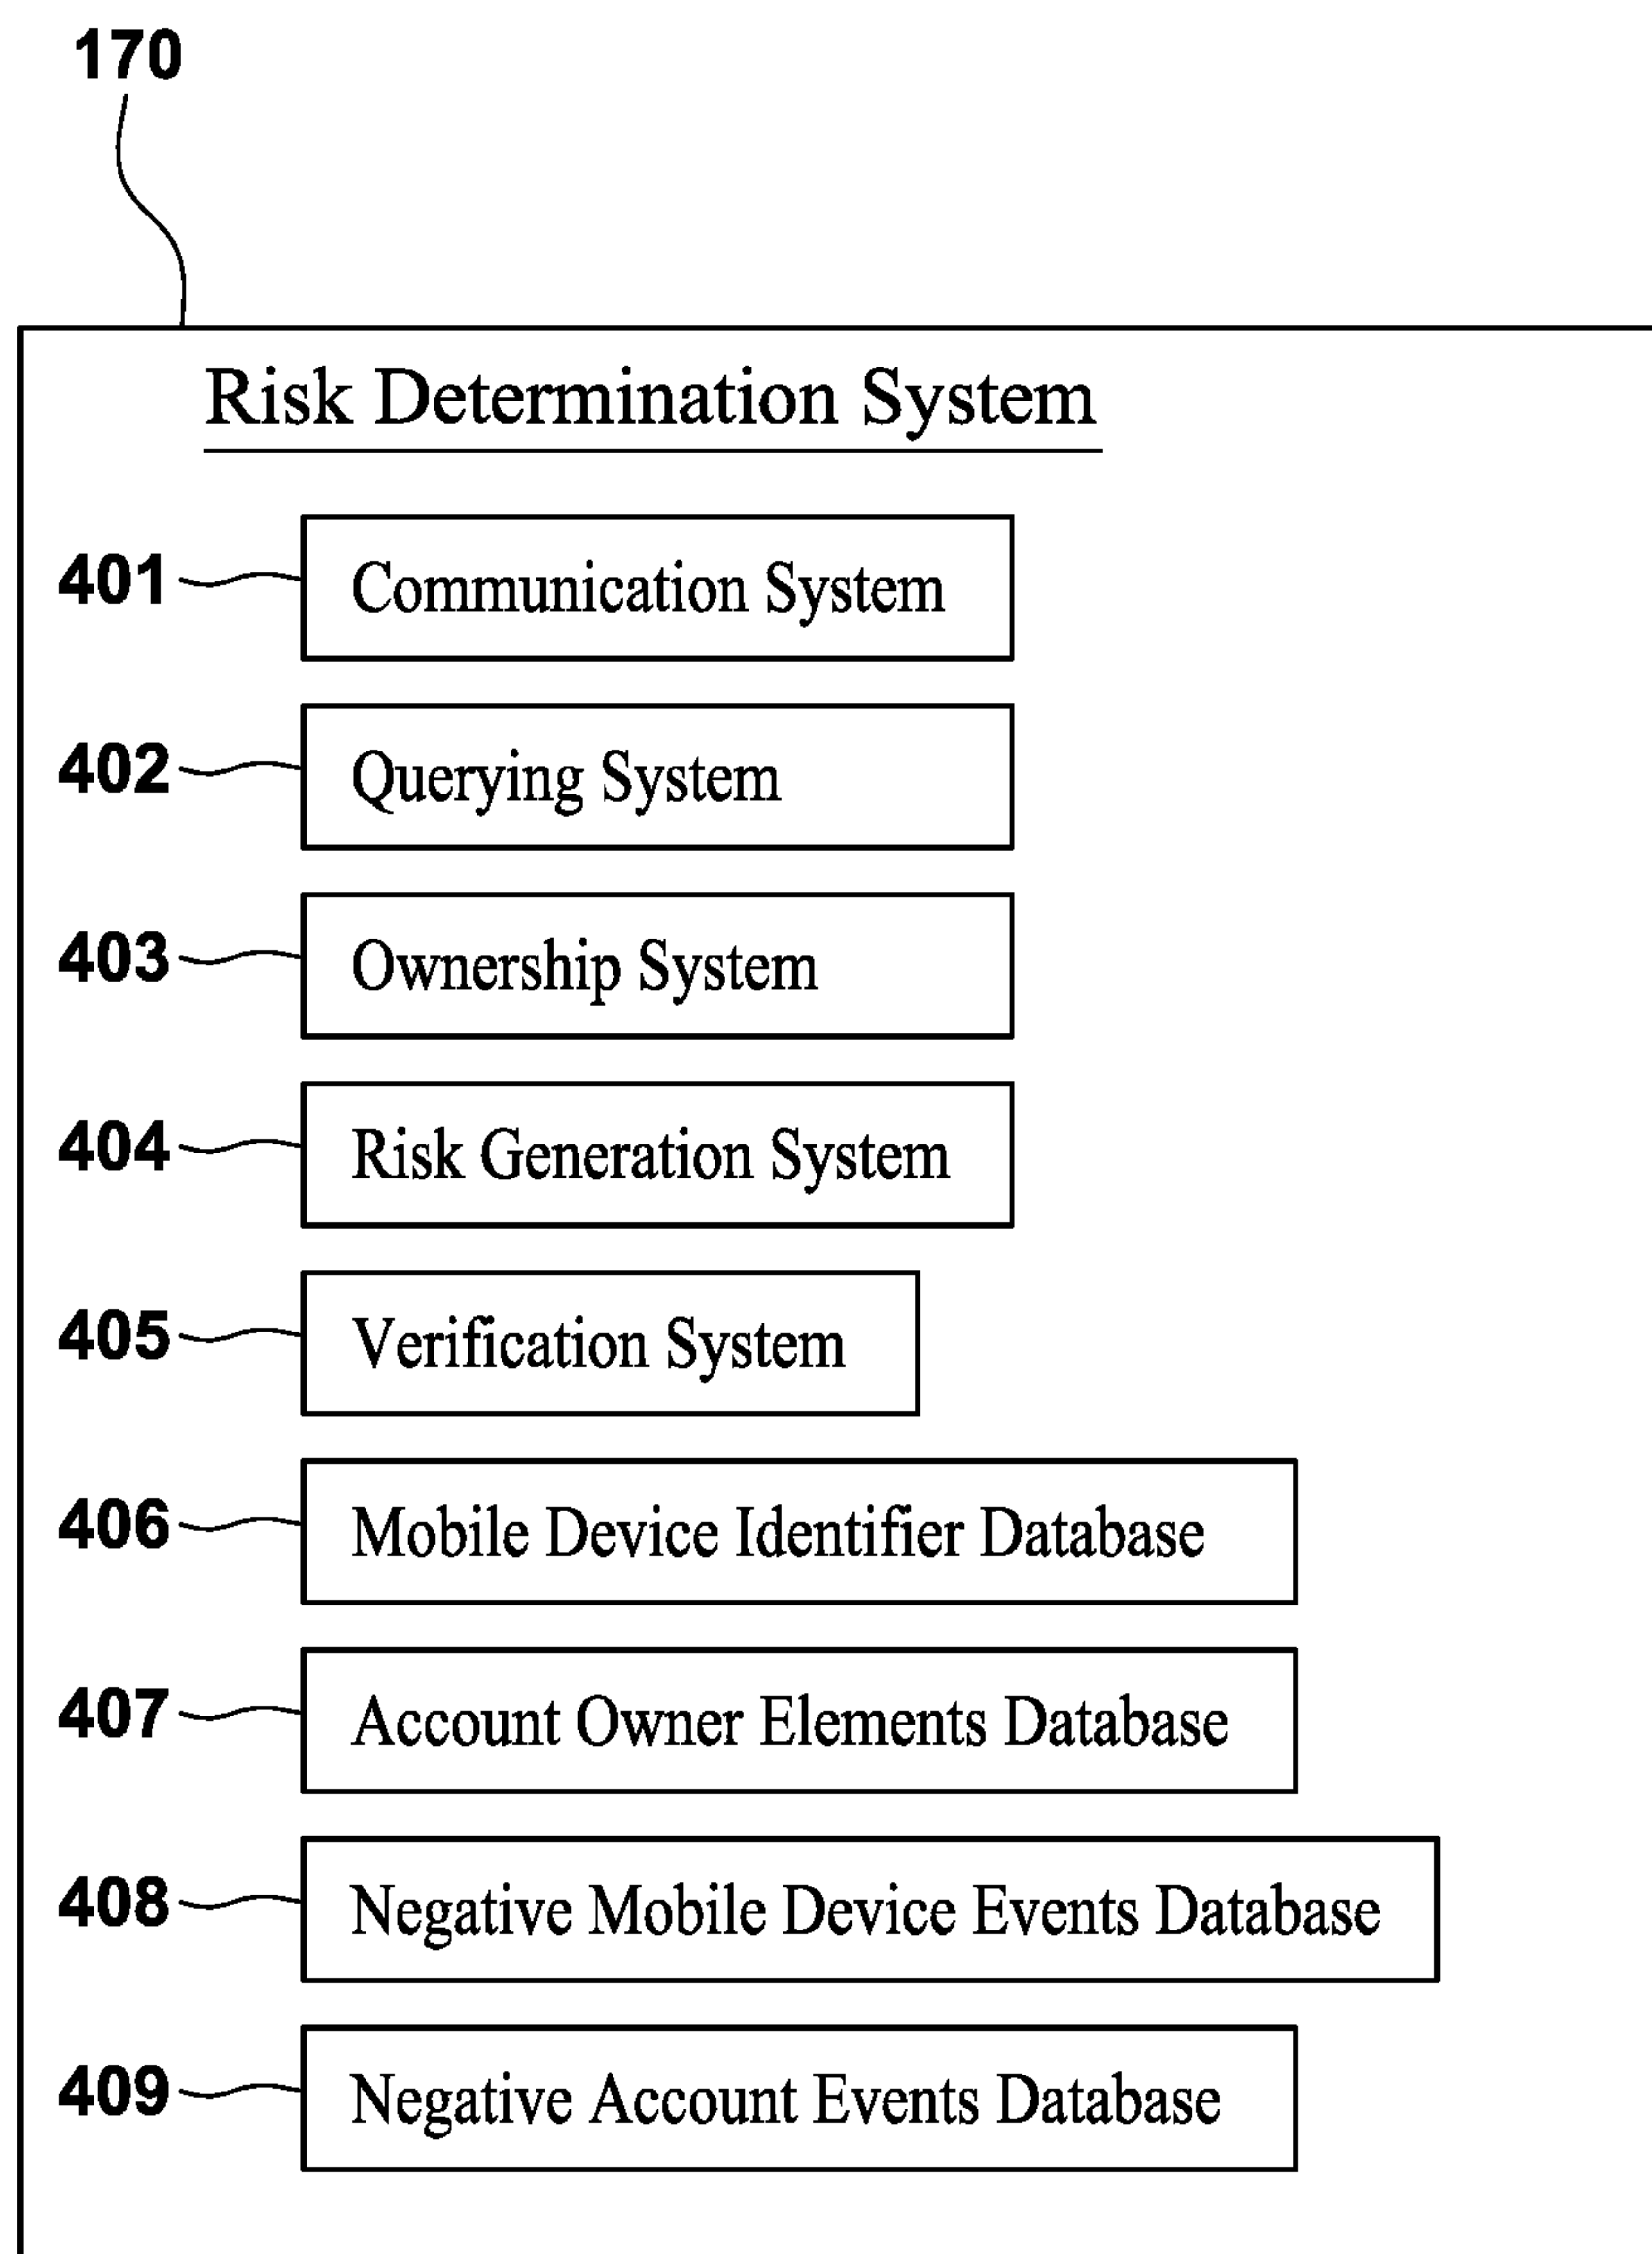 170
Risk Determination System
401 Communication System
402 Querying System
403 Ownership System
404 Risk Generation System
405 Verification System
406 Mobile Device Identifier Database
407 Account Owner Elements Database
408 Negative Mobile Device Events Database
409 Negative Account Events Database